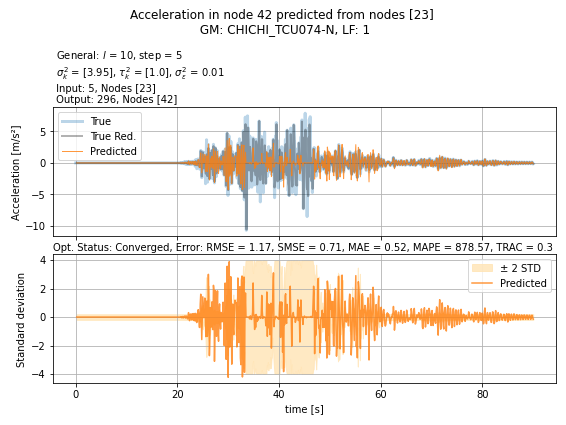 Acceleration in node 42 predicted from nodes [23]
GM: CHICHI_TCU074-N, LF: 1
General: l = 10, step = 5
σ²ₖ = [3.95], τ²ₖ = [1.0], σ²ε = 0.01
Input: 5, Nodes [23]
Output: 296, Nodes [42]
Acceleration [m/s²]
5
0
−5
−10
True
True Red.
Predicted
Opt. Status: Converged, Error: RMSE = 1.17, SMSE = 0.71, MAE = 0.52, MAPE = 878.57, TRAC = 0.3
Standard deviation
4
2
0
−2
−4
± 2 STD
Predicted
0 20 40 60 80
time [s]